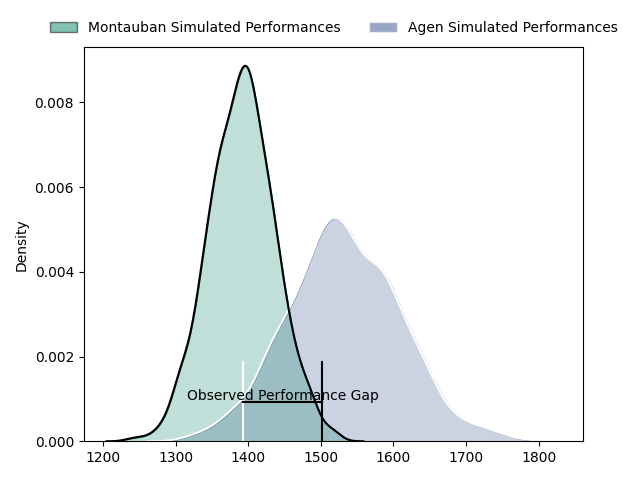 Montauban Simulated Performances
Agen Simulated Performances
Density
0.008
0.006
0.004
0.002
0.000
Observed Performance Gap
1200 1300 1400 1500 1600 1700 1800